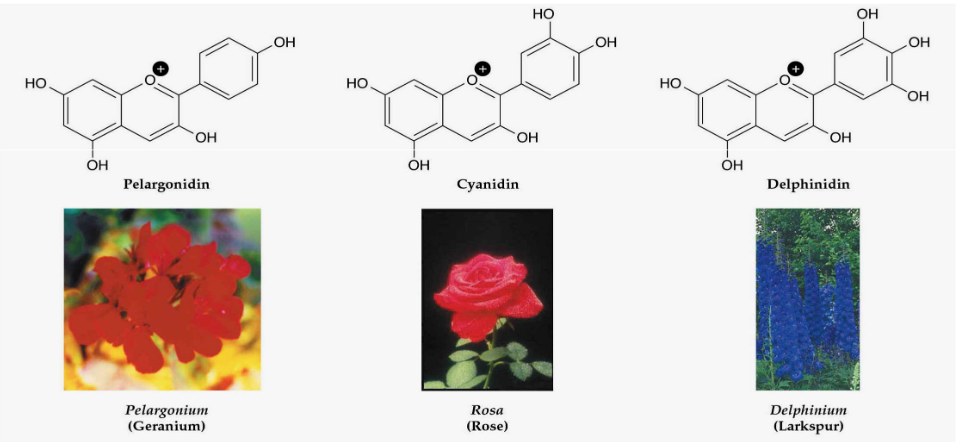 OH
HO
O
+
OH
OH
Pelargonidin
HO
OH
HO
O
+
OH
OH
Cyanidin
OH
OH
HO
O
+
OH
OH
OH
Delphinidin
Pelargonium
(Geranium)
Rosa
(Rose)
Delphinium
(Larkspur)